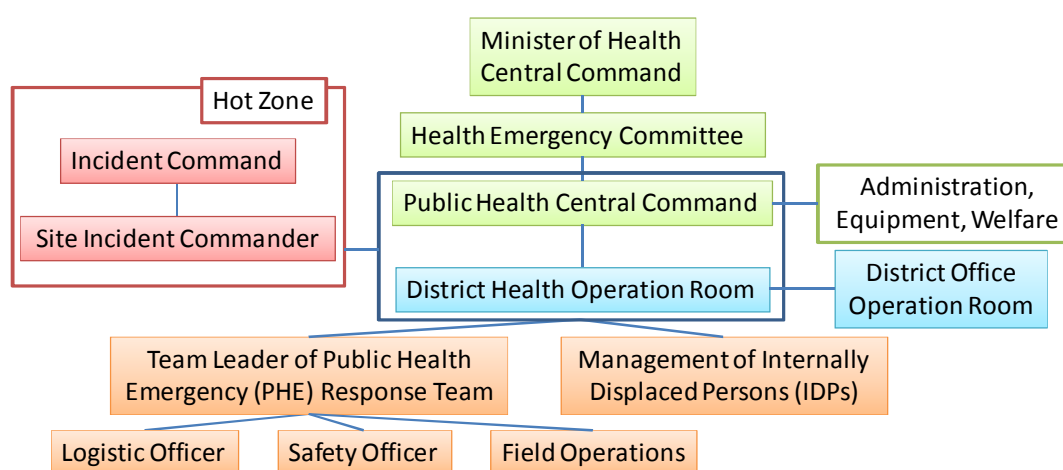 Minister of Health
Central Command
Hot Zone
Health Emergency Committee
Incident Command
Public Health Central Command
Administration,
Equipment, Welfare
Site Incident Commander
District Health Operation Room
District Office
Operation Room
Team Leader of Public Health
Emergency (PHE) Response Team
Management of Internally
Displaced Persons (IDPs)
Logistic Officer
Safety Officer
Field Operations